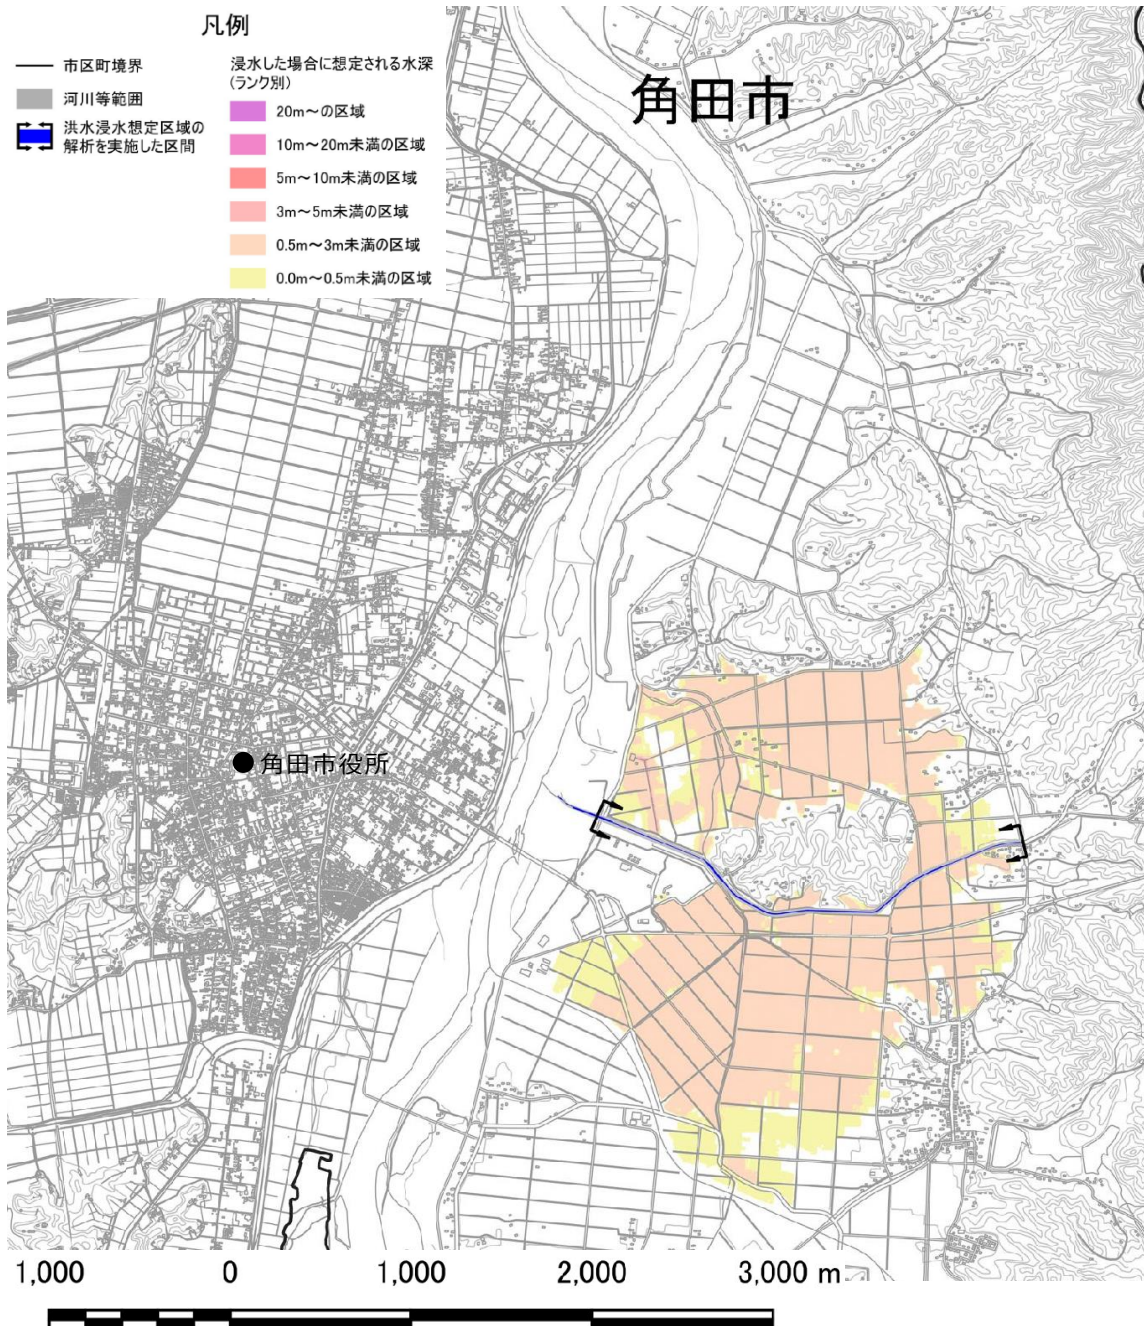 凡例
市区町境界
河川等範囲
洪水浸水想定区域の
解析を実施した区間
浸水した場合に想定される水深
(ランク別)
20m～の区域
10m～20m未満の区域
5m～10m未満の区域
3m～5m未満の区域
0.5m～3m未満の区域
0.0m～0.5m未満の区域
角田市
角田市役所
1,000 0 1,000 2,000 3,000 m